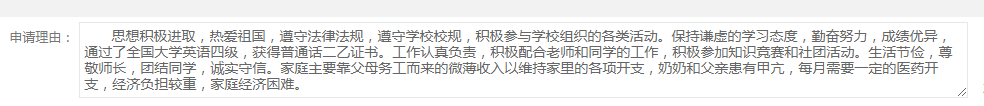 申请理由： 思想积极进取，热爱祖国，遵守法律法规，遵守学校校规，积极参与学校组织的各类活动。保持谦虚的学习态度，勤奋努力，成绩优异，
通过了全国大学英语四级，获得普通话二乙证书。工作认真负责，积极配合老师和同学的工作，积极参加知识竞赛和社团活动。生活节俭，尊
敬师长，团结同学，诚实守信。家庭主要靠父母务工而来的微薄收入以维持家里的各项开支，奶奶和父亲患有甲亢，每月需要一定的医药开
支，经济负担较重，家庭经济困难。